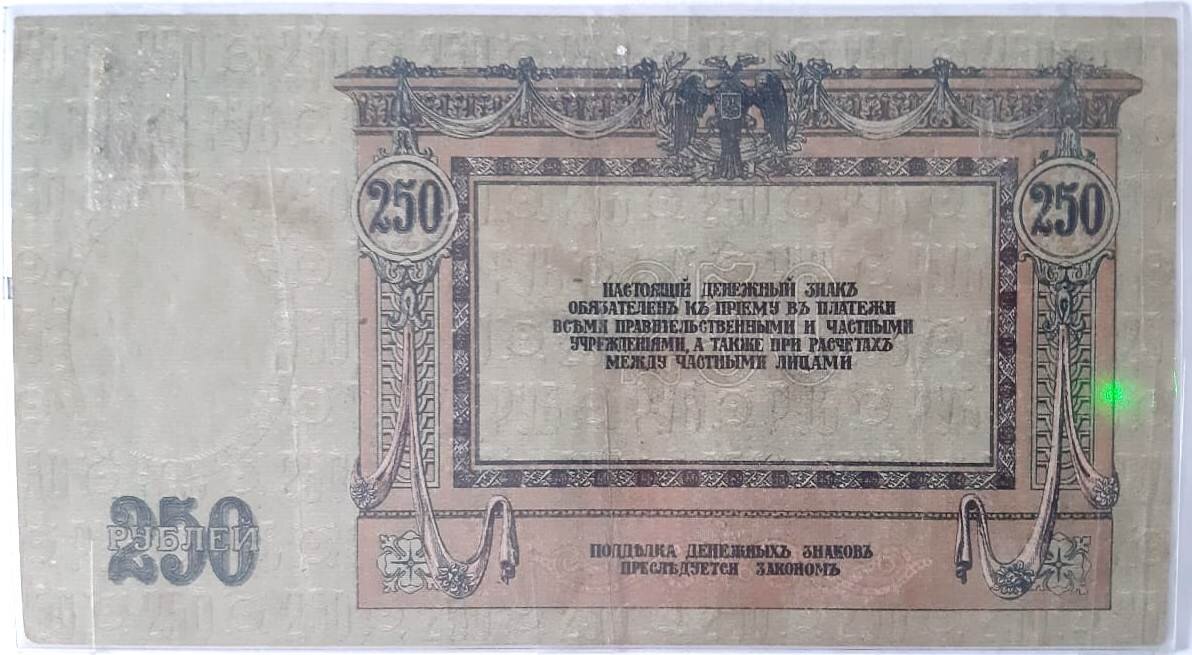 250
250
НАСТОЯЩІЙ ДЕНЕЖНЫЙ ЗНАКЪ
ОБЯЗАТЕЛЕНЪ КЪ ПРІЕМУ ВЪ ПЛАТЕЖИ
ВСѢМИ ПРАВИТЕЛЬСТВЕННЫМИ И ЧАСТНЫМИ
УЧРЕЖДЕНІЯМИ, А ТАКЖЕ ПРИ РАСЧЕТАХЪ
МЕЖДУ ЧАСТНЫМИ ЛИЦАМИ
250
РУБЛЕЙ
ПОДДѢЛКА ДЕНЕЖНЫХЪ ЗНАКОВЪ
ПРЕСЛѢДУЕТСЯ ЗАКОНОМЪ